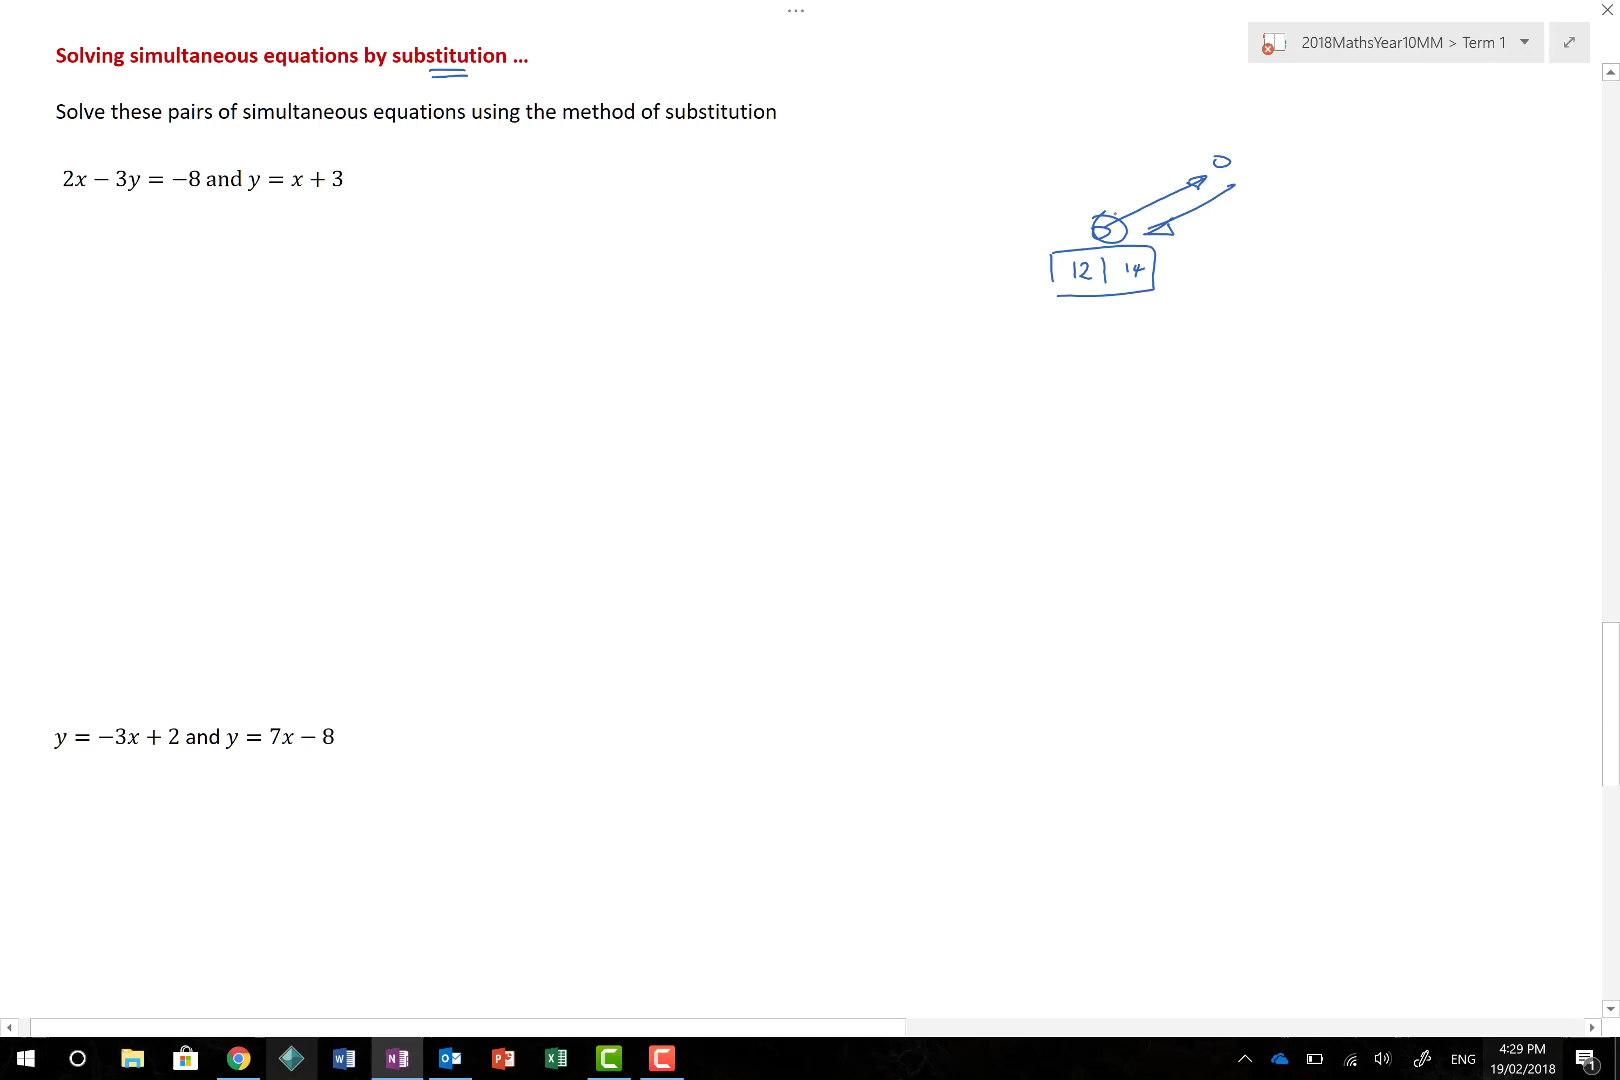 Solving simultaneous equations by substitution ...
2018MathsYear10MM > Term 1
Solve these pairs of simultaneous equations using the method of substitution
2x − 3y = −8 and y = x + 3
12 | 14
y = −3x + 2 and y = 7x − 8
ENG
4:29 PM
19/02/2018
1